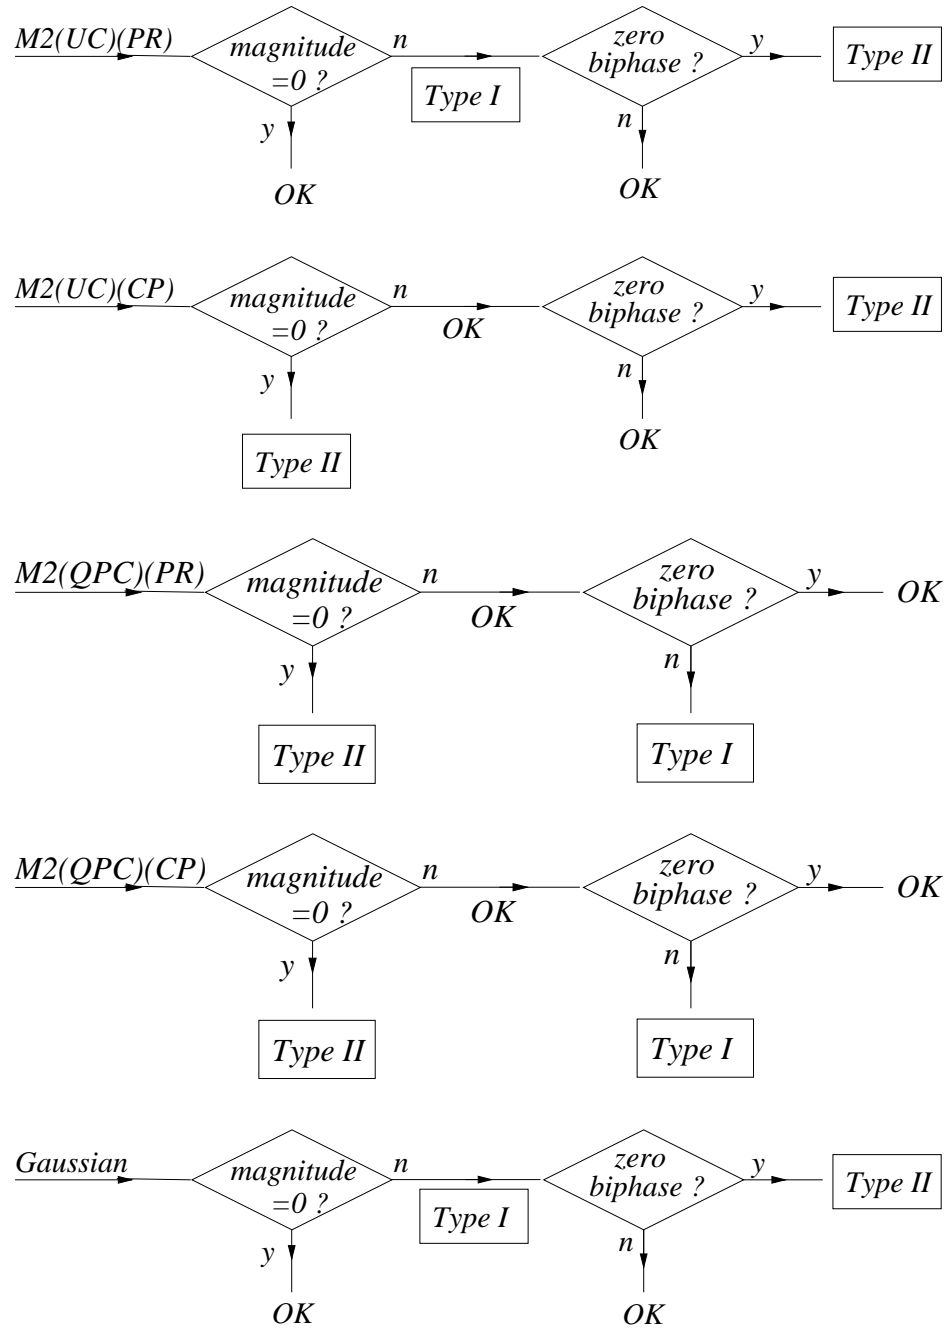 M2(UC)(PR)
magnitude
=0 ?
n
Type I
zero
biphase ?
y
Type II
y
OK
n
OK
M2(UC)(CP)
magnitude
=0 ?
n
OK
zero
biphase ?
y
Type II
y
Type II
n
OK
M2(QPC)(PR)
magnitude
=0 ?
n
OK
zero
biphase ?
y
OK
y
Type II
n
Type I
M2(QPC)(CP)
magnitude
=0 ?
n
OK
zero
biphase ?
y
OK
y
Type II
n
Type I
Gaussian
magnitude
=0 ?
n
Type I
zero
biphase ?
y
Type II
y
OK
n
OK